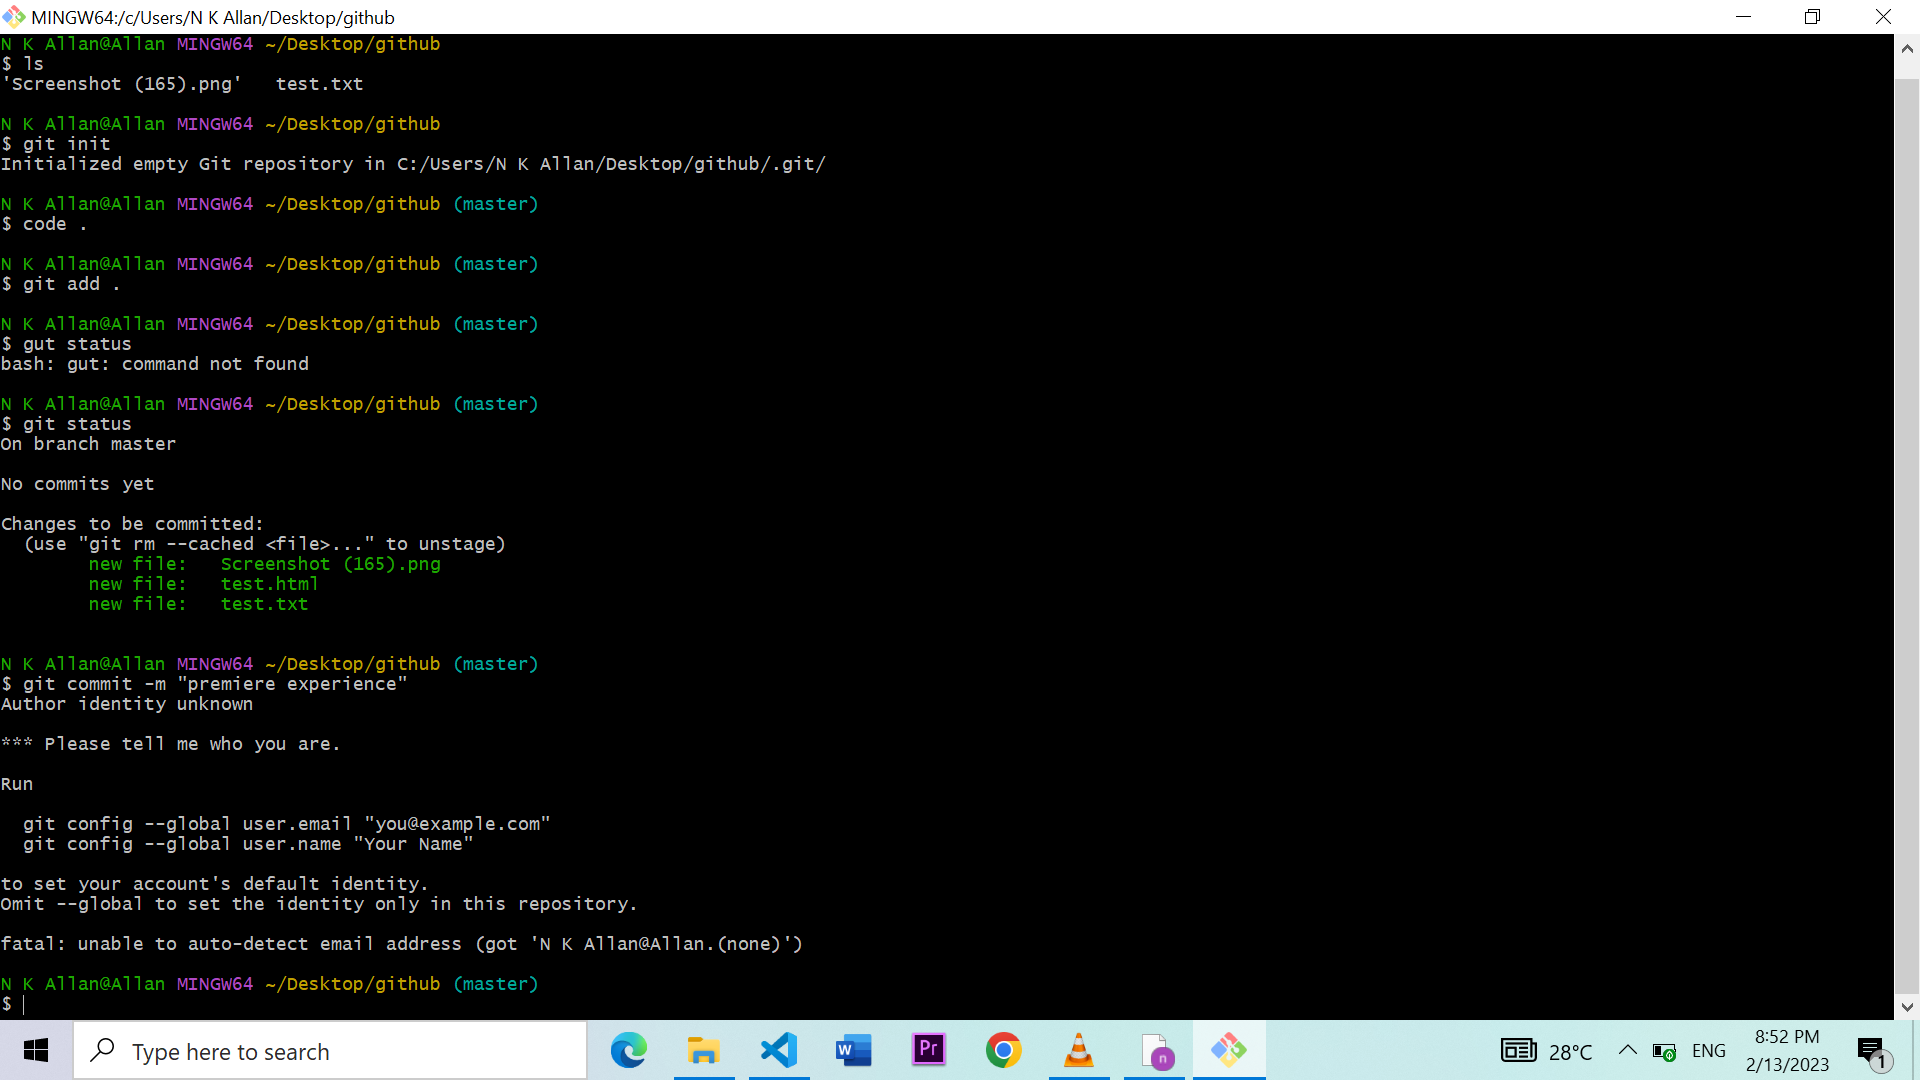 MINGW64:/c/Users/N K Allan/Desktop/github
N K Allan@Allan MINGW64 ~/Desktop/github
$ ls
'Screenshot (165).png'   test.txt
N K Allan@Allan MINGW64 ~/Desktop/github
$ git init
Initialized empty Git repository in C:/Users/N K Allan/Desktop/github/.git/
N K Allan@Allan MINGW64 ~/Desktop/github (master)
$ code .
N K Allan@Allan MINGW64 ~/Desktop/github (master)
$ git add .
N K Allan@Allan MINGW64 ~/Desktop/github (master)
$ gut status
bash: gut: command not found
N K Allan@Allan MINGW64 ~/Desktop/github (master)
$ git status
On branch master
No commits yet
Changes to be committed:
  (use "git rm --cached <file>..." to unstage)
        new file:   Screenshot (165).png
        new file:   test.html
        new file:   test.txt
N K Allan@Allan MINGW64 ~/Desktop/github (master)
$ git commit -m "premiere experience"
Author identity unknown
*** Please tell me who you are.
Run
  git config --global user.email "you@example.com"
  git config --global user.name "Your Name"
to set your account's default identity.
Omit --global to set the identity only in this repository.
fatal: unable to auto-detect email address (got 'N K Allan@Allan.(none)')
N K Allan@Allan MINGW64 ~/Desktop/github (master)
$
Type here to search
W
Pr
n
28°C
ENG
8:52 PM
2/13/2023
1